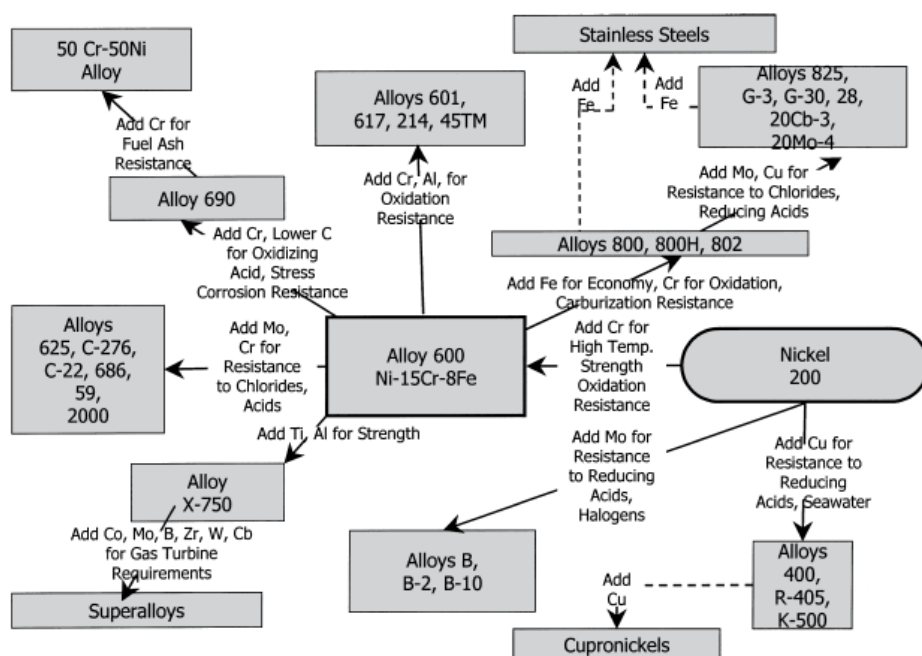 50 Cr-50Ni
Alloy
Stainless Steels
Add
Fe
Add
Fe
Alloys 825,
G-3, G-30, 28,
20Cb-3,
20Mo-4
Alloys 601,
617, 214, 45TM
Add Cr for
Fuel Ash
Resistance
Add Cr, Al, for
Oxidation
Resistance
Add Mo, Cu for
Resistance to Chlorides,
Reducing Acids
Alloy 690
Add Cr, Lower C
for Oxidizing
Acid, Stress
Corrosion Resistance
Alloys 800, 800H, 802
Add Fe for Economy, Cr for Oxidation,
Carburization Resistance
Alloys
625, C-276,
C-22, 686,
59,
2000
Add Mo,
Cr for
Resistance
to Chlorides,
Acids
Alloy 600
Ni-15Cr-8Fe
Add Cr for
High Temp.
Strength
Oxidation
Resistance
Nickel
200
Add Ti, Al for Strength
Add Mo for
Resistance
to Reducing
Acids,
Halogens
Add Cu for
Resistance to
Reducing
Acids, Seawater
Alloy
X-750
Add Co, Mo, B, Zr, W, Cb
for Gas Turbine
Requirements
Superalloys
Alloys B,
B-2, B-10
Alloys
400,
R-405,
K-500
Add
Cu
Cupronickels